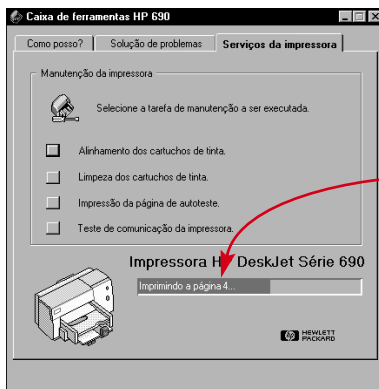 Caixa de ferramentas HP 690
Como posso? Solução de problemas Serviços da impressora
Manutenção da impressora
Selecione a tarefa de manutenção a ser executada.
Alinhamento dos cartuchos de tinta.
Limpeza dos cartuchos de tinta.
Impressão da página de autoteste.
Teste de comunicação da impressora.
Impressora HP DeskJet Série 690
Imprimindo a página 4...
HEWLETT
PACKARD